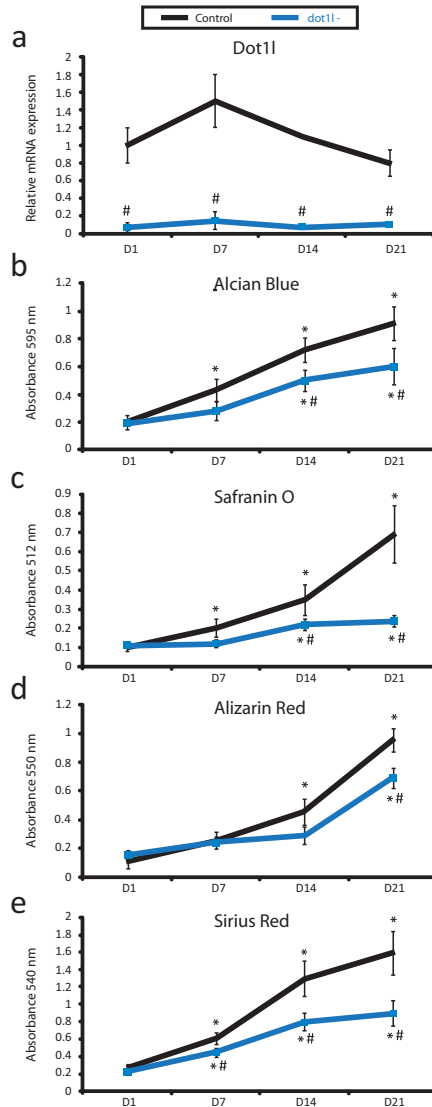 Control dot1l -
a
Dot1l
Relative mRNA expression
2
1.8
1.6
1.4
1.2
1
0.8
0.6
0.4
0.2
0
# # # #
D1 D7 D14 D21
b
Alcian Blue
Absorbance 595 nm
1.2
1
0.8
0.6
0.4
0.2
0
* * *
*# *#
D1 D7 D14 D21
c
Safranin O
Absorbance 512 nm
0.9
0.8
0.7
0.6
0.5
0.4
0.3
0.2
0.1
0
* * *
*# *#
D1 D7 D14 D21
d
Alizarin Red
Absorbance 550 nm
1.2
1
0.8
0.6
0.4
0.2
0
* *
*#
D1 D7 D14 D21
e
Sirius Red
Absorbance 540 nm
2
1.8
1.6
1.4
1.2
1
0.8
0.6
0.4
0.2
0
* * *
*# *# *#
D1 D7 D14 D21